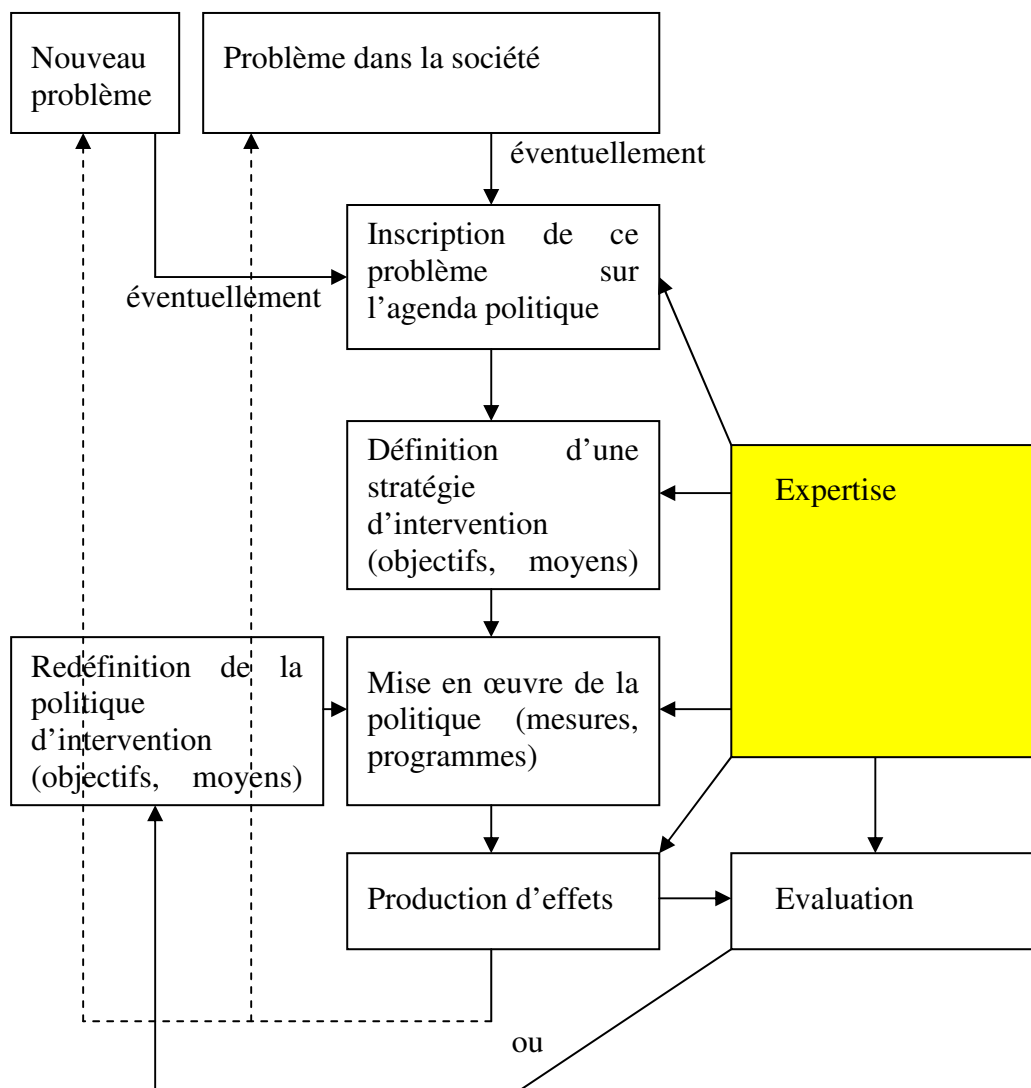 Nouveau
problème
Problème dans la société
éventuellement
Inscription de ce
problème sur
l’agenda politique
éventuellement
Définition d’une
stratégie
d’intervention
(objectifs, moyens)
Expertise
Redéfinition de la
politique
d’intervention
(objectifs, moyens)
Mise en œuvre de la
politique (mesures,
programmes)
Production d’effets
Evaluation
ou